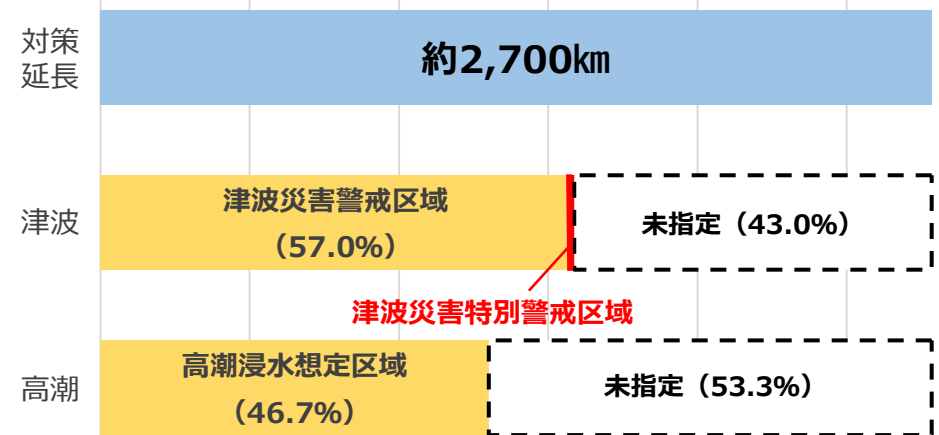 対策
延長
約2,700㎞
津波
津波災害警戒区域
（57.0%）
未指定（43.0%）
津波災害特別警戒区域
高潮
高潮浸水想定区域
（46.7%）
未指定（53.3%）